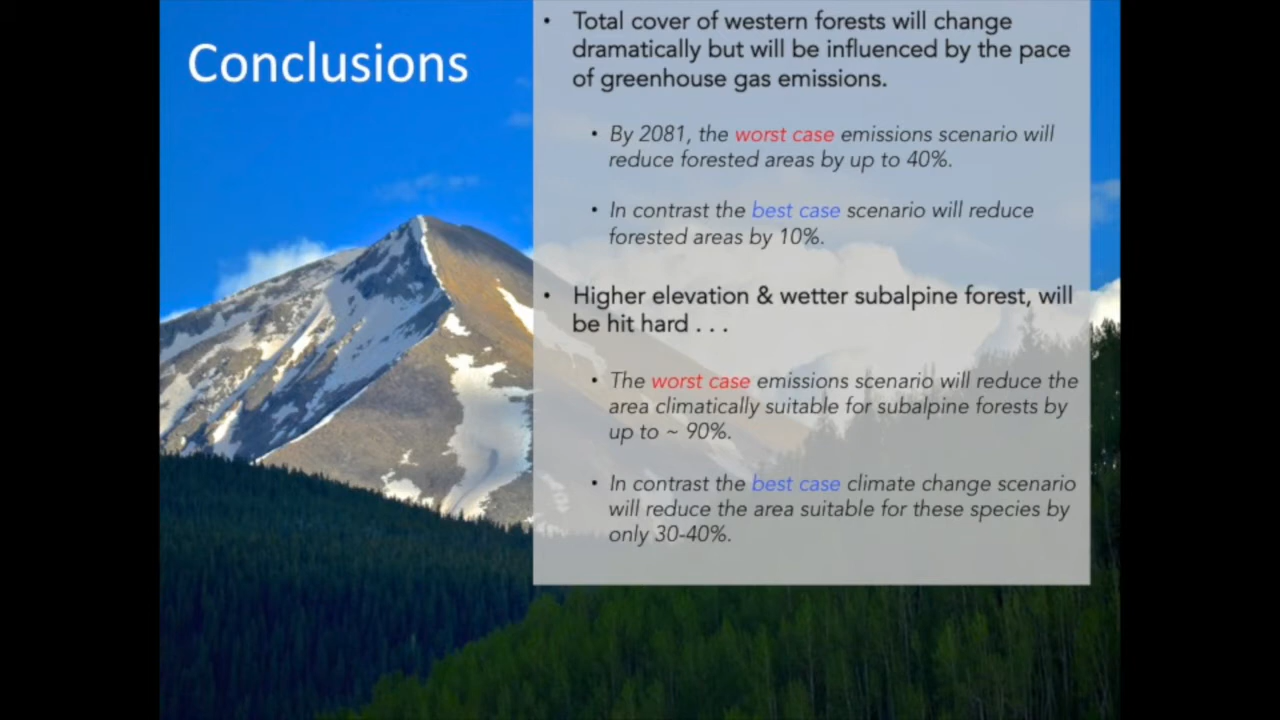 Conclusions
• Total cover of western forests will change
dramatically but will be influenced by the pace
of greenhouse gas emissions.
• By 2081, the worst case emissions scenario will
reduce forested areas by up to 40%.
• In contrast the best case scenario will reduce
forested areas by 10%.
• Higher elevation & wetter subalpine forest, will
be hit hard . . .
• The worst case emissions scenario will reduce the
area climatically suitable for subalpine forests by
up to ~ 90%.
• In contrast the best case climate change scenario
will reduce the area suitable for these species by
only 30-40%.